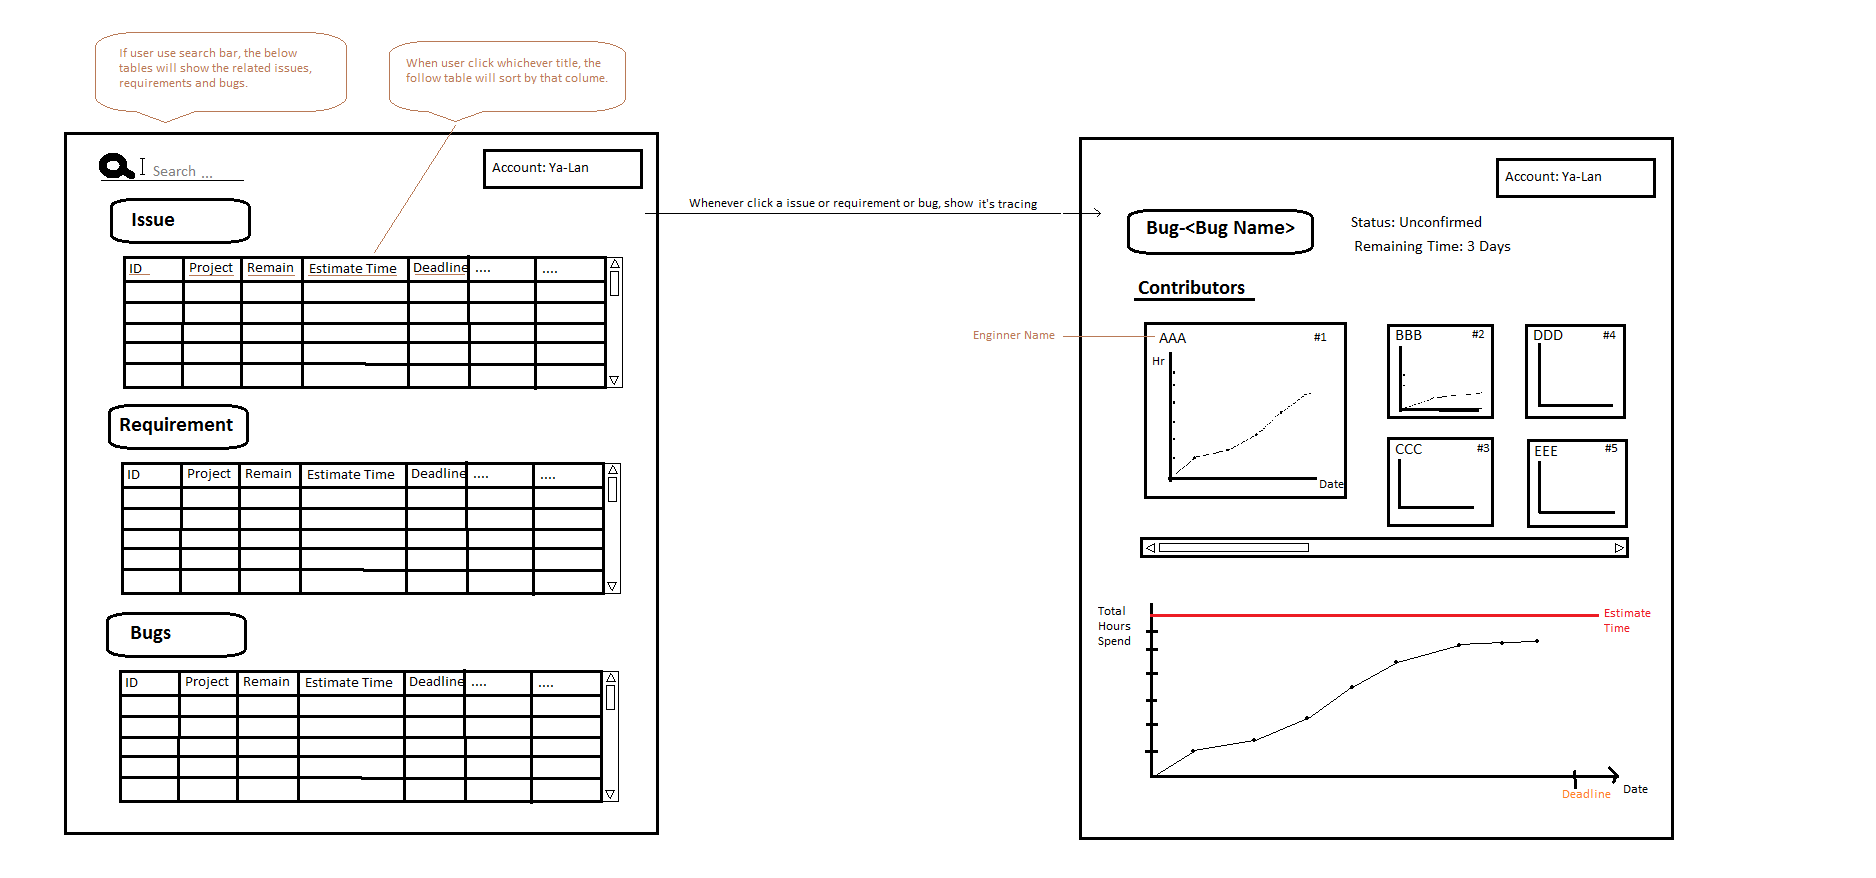 If user use search bar, the below
tables will show the related issues,
requirements and bugs.
When user click whichever title, the
follow table will sort by that colume.
Search ...
Account: Ya-Lan
Issue
ID Project Remain Estimate Time Deadline .... ....
Requirement
ID Project Remain Estimate Time Deadline .... ....
Bugs
ID Project Remain Estimate Time Deadline .... ....
Whenever click a issue or requirement or bug, show it's tracing
Account: Ya-Lan
Bug-<Bug Name>
Status: Unconfirmed
Remaining Time: 3 Days
Contributors
Enginner Name
AAA #1
Hr
Date
BBB #2
DDD #4
CCC #3
EEE #5
Total
Hours
Spend
Estimate
Time
Deadline
Date